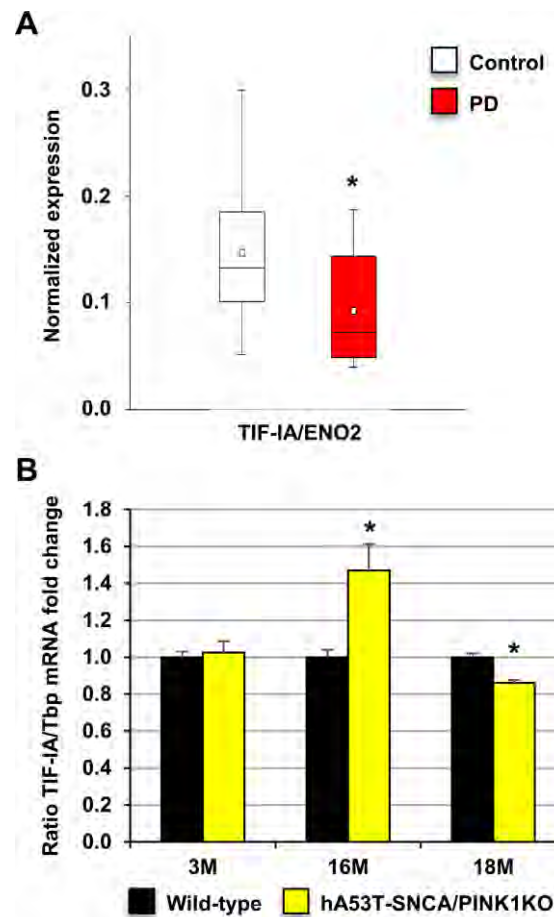 A
Control
PD
0.3
0.2
0.1
0.0
Normalized expression
*
TIF-IA/ENO2
B
Ratio TIF-IA/Tbp mRNA fold change
1.8
1.6
1.4
1.2
1.0
0.8
0.6
0.4
0.2
0.0
*
*
3M 16M 18M
Wild-type hA53T-SNCA/PINK1KO